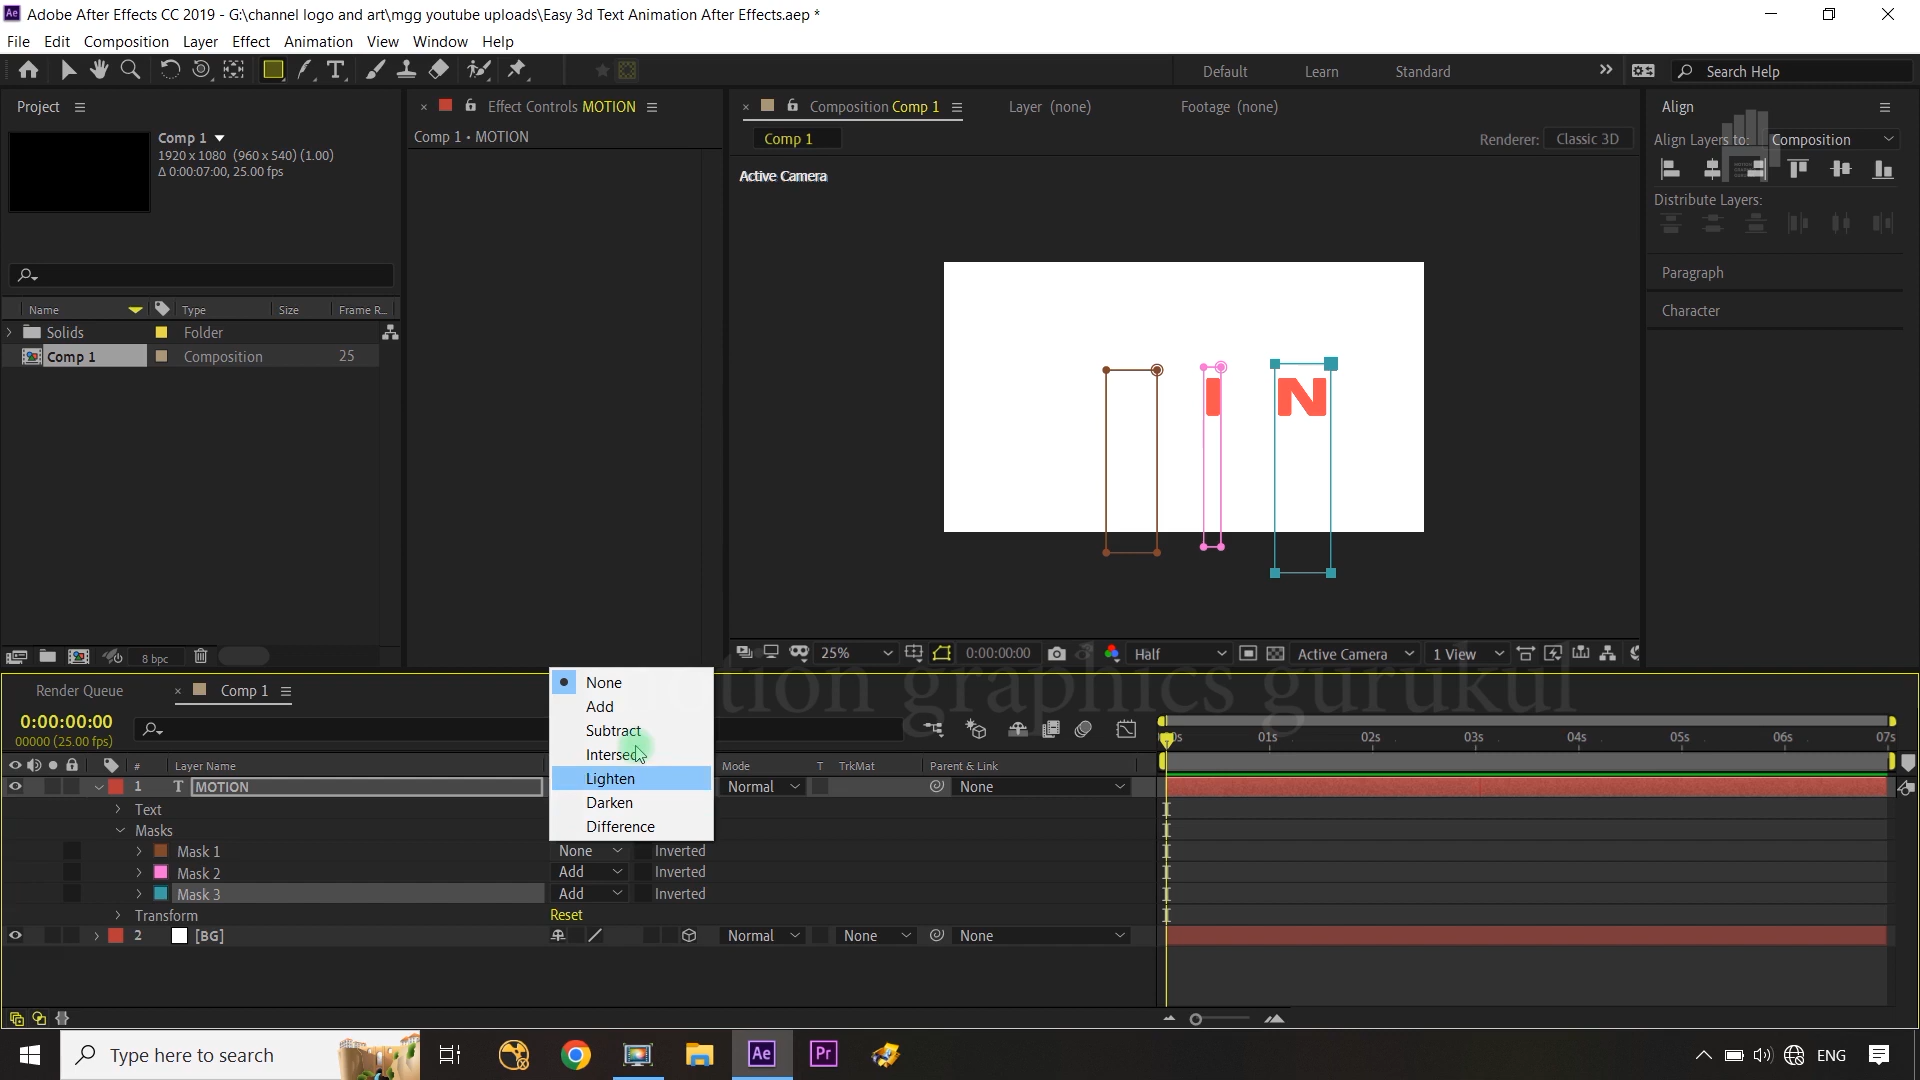 Adobe After Effects CC 2019 - G:\channel logo and art\mgg youtube uploads\Easy 3d Text Animation After Effects.aep *
File Edit Composition Layer Effect Animation View Window Help
Default Learn Standard Search Help
Project
Effect Controls MOTION
Composition Comp 1
Layer (none)
Footage (none)
Align
Comp 1
1920 x 1080 (960 x 540) (1.00)
Δ 0:00:07:00, 25.00 fps
Comp 1 • MOTION
Comp 1
Renderer: Classic 3D
Align Layers to: Composition
Active Camera
Distribute Layers:
Paragraph
Character
Name Type Size Frame R...
Solids Folder
Comp 1 Composition 25
I N
8 bpc
25% 0:00:00:00 Half Active Camera 1 View
motion graphics gurukul
Render Queue Comp 1
None
Add
Subtract
Intersect
Lighten
Darken
Difference
0:00:00:00
00000 (25.00 fps)
0s 01s 02s 03s 04s 05s 06s 07s
# Layer Name Mode T TrkMat Parent & Link
1 T MOTION Normal None
Text
Masks
Mask 1 None Inverted
Mask 2 Add Inverted
Mask 3 Add Inverted
Transform Reset
2 [BG] Normal None None
Type here to search Ae Pr ENG